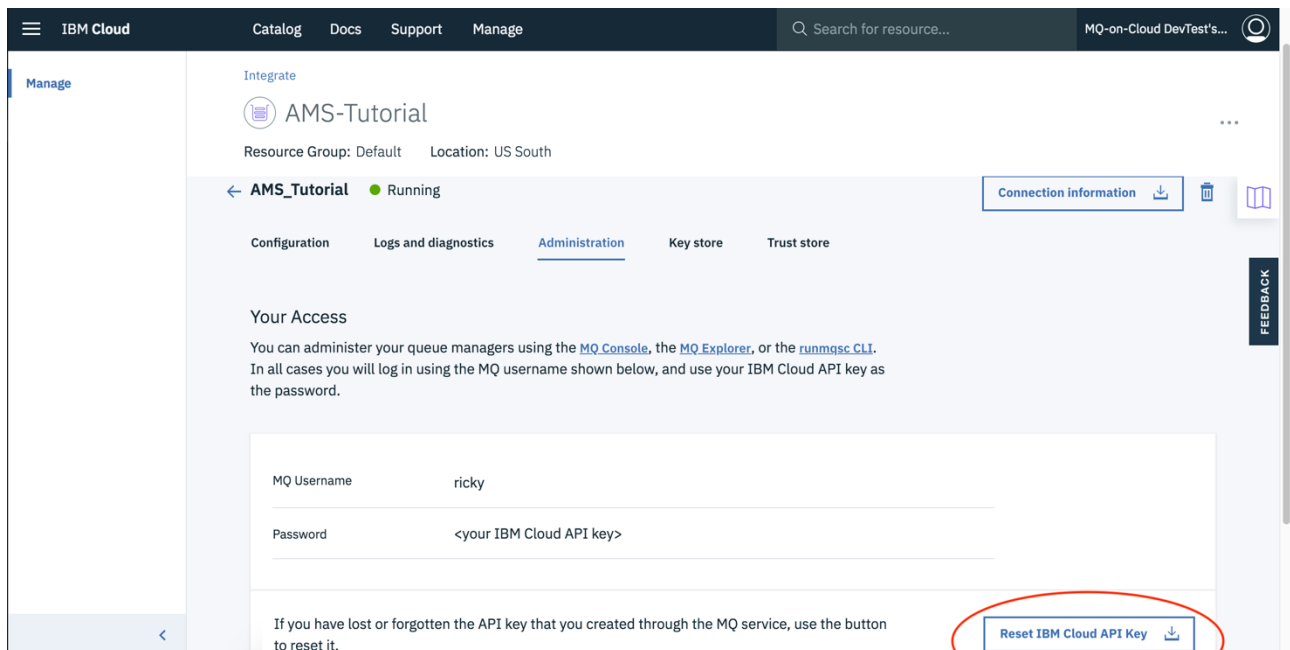 IBM Cloud Catalog Docs Support Manage Search for resource... MQ-on-Cloud DevTest's...
Manage
Integrate
AMS-Tutorial
Resource Group: Default Location: US South
AMS_Tutorial Running Connection information
Configuration Logs and diagnostics Administration Key store Trust store
FEEDBACK
Your Access
You can administer your queue managers using the MQ Console, the MQ Explorer, or the runmqsc CLI.
In all cases you will log in using the MQ username shown below, and use your IBM Cloud API key as
the password.
MQ Username ricky
Password <your IBM Cloud API key>
If you have lost or forgotten the API key that you created through the MQ service, use the button
to reset it.
Reset IBM Cloud API Key